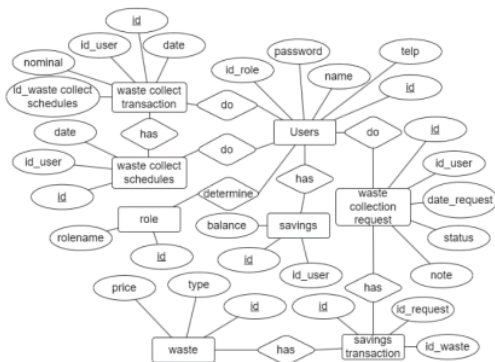 id
id_user
date
nominal
id_waste collect
schedules
waste collect
transaction
do
password
telp
id_role
name
id
Users
has
date
id_user
id
waste collect
schedules
do
do
id
id_user
date_request
status
note
waste
collection
request
has
determine
role
rolename
id
balance
savings
id
id_user
has
price
type
id
waste
has
id
id_request
id_waste
savings
transaction